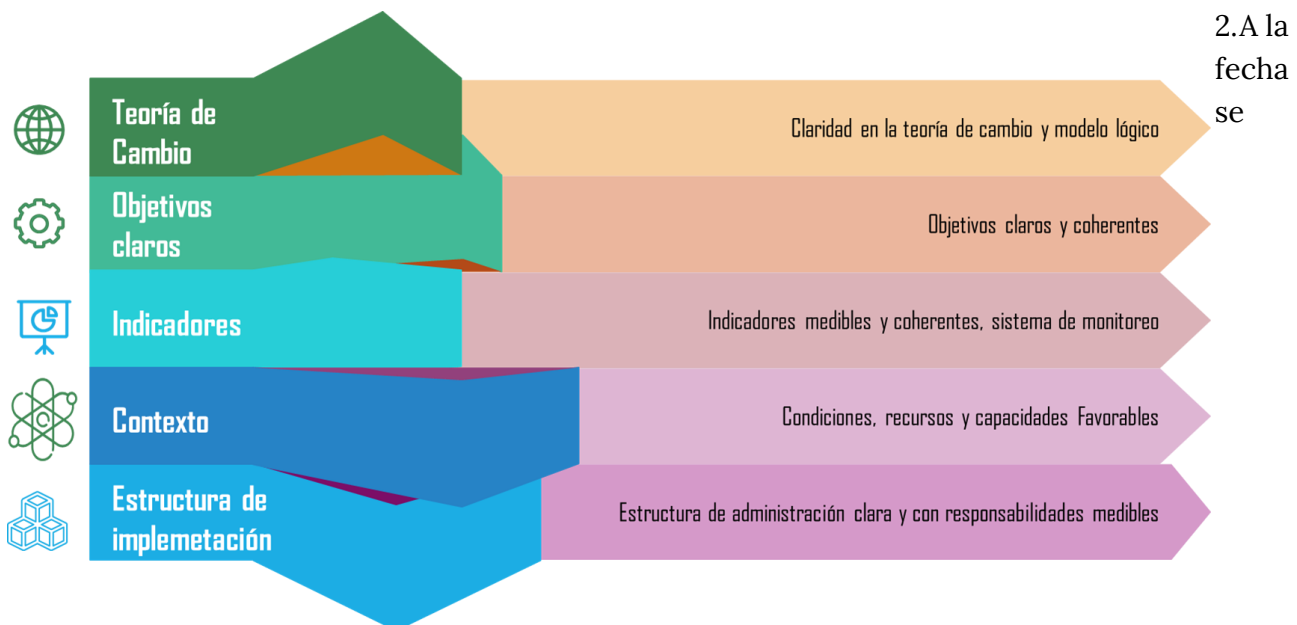 2.A la
fecha
se
Teoría de
Cambio
Claridad en la teoría de cambio y modelo lógico
Objetivos
claros
Objetivos claros y coherentes
Indicadores
Indicadores medibles y coherentes, sistema de monitoreo
Contexto
Condiciones, recursos y capacidades Favorables
Estructura de
implemetación
Estructura de administración clara y con responsabilidades medibles